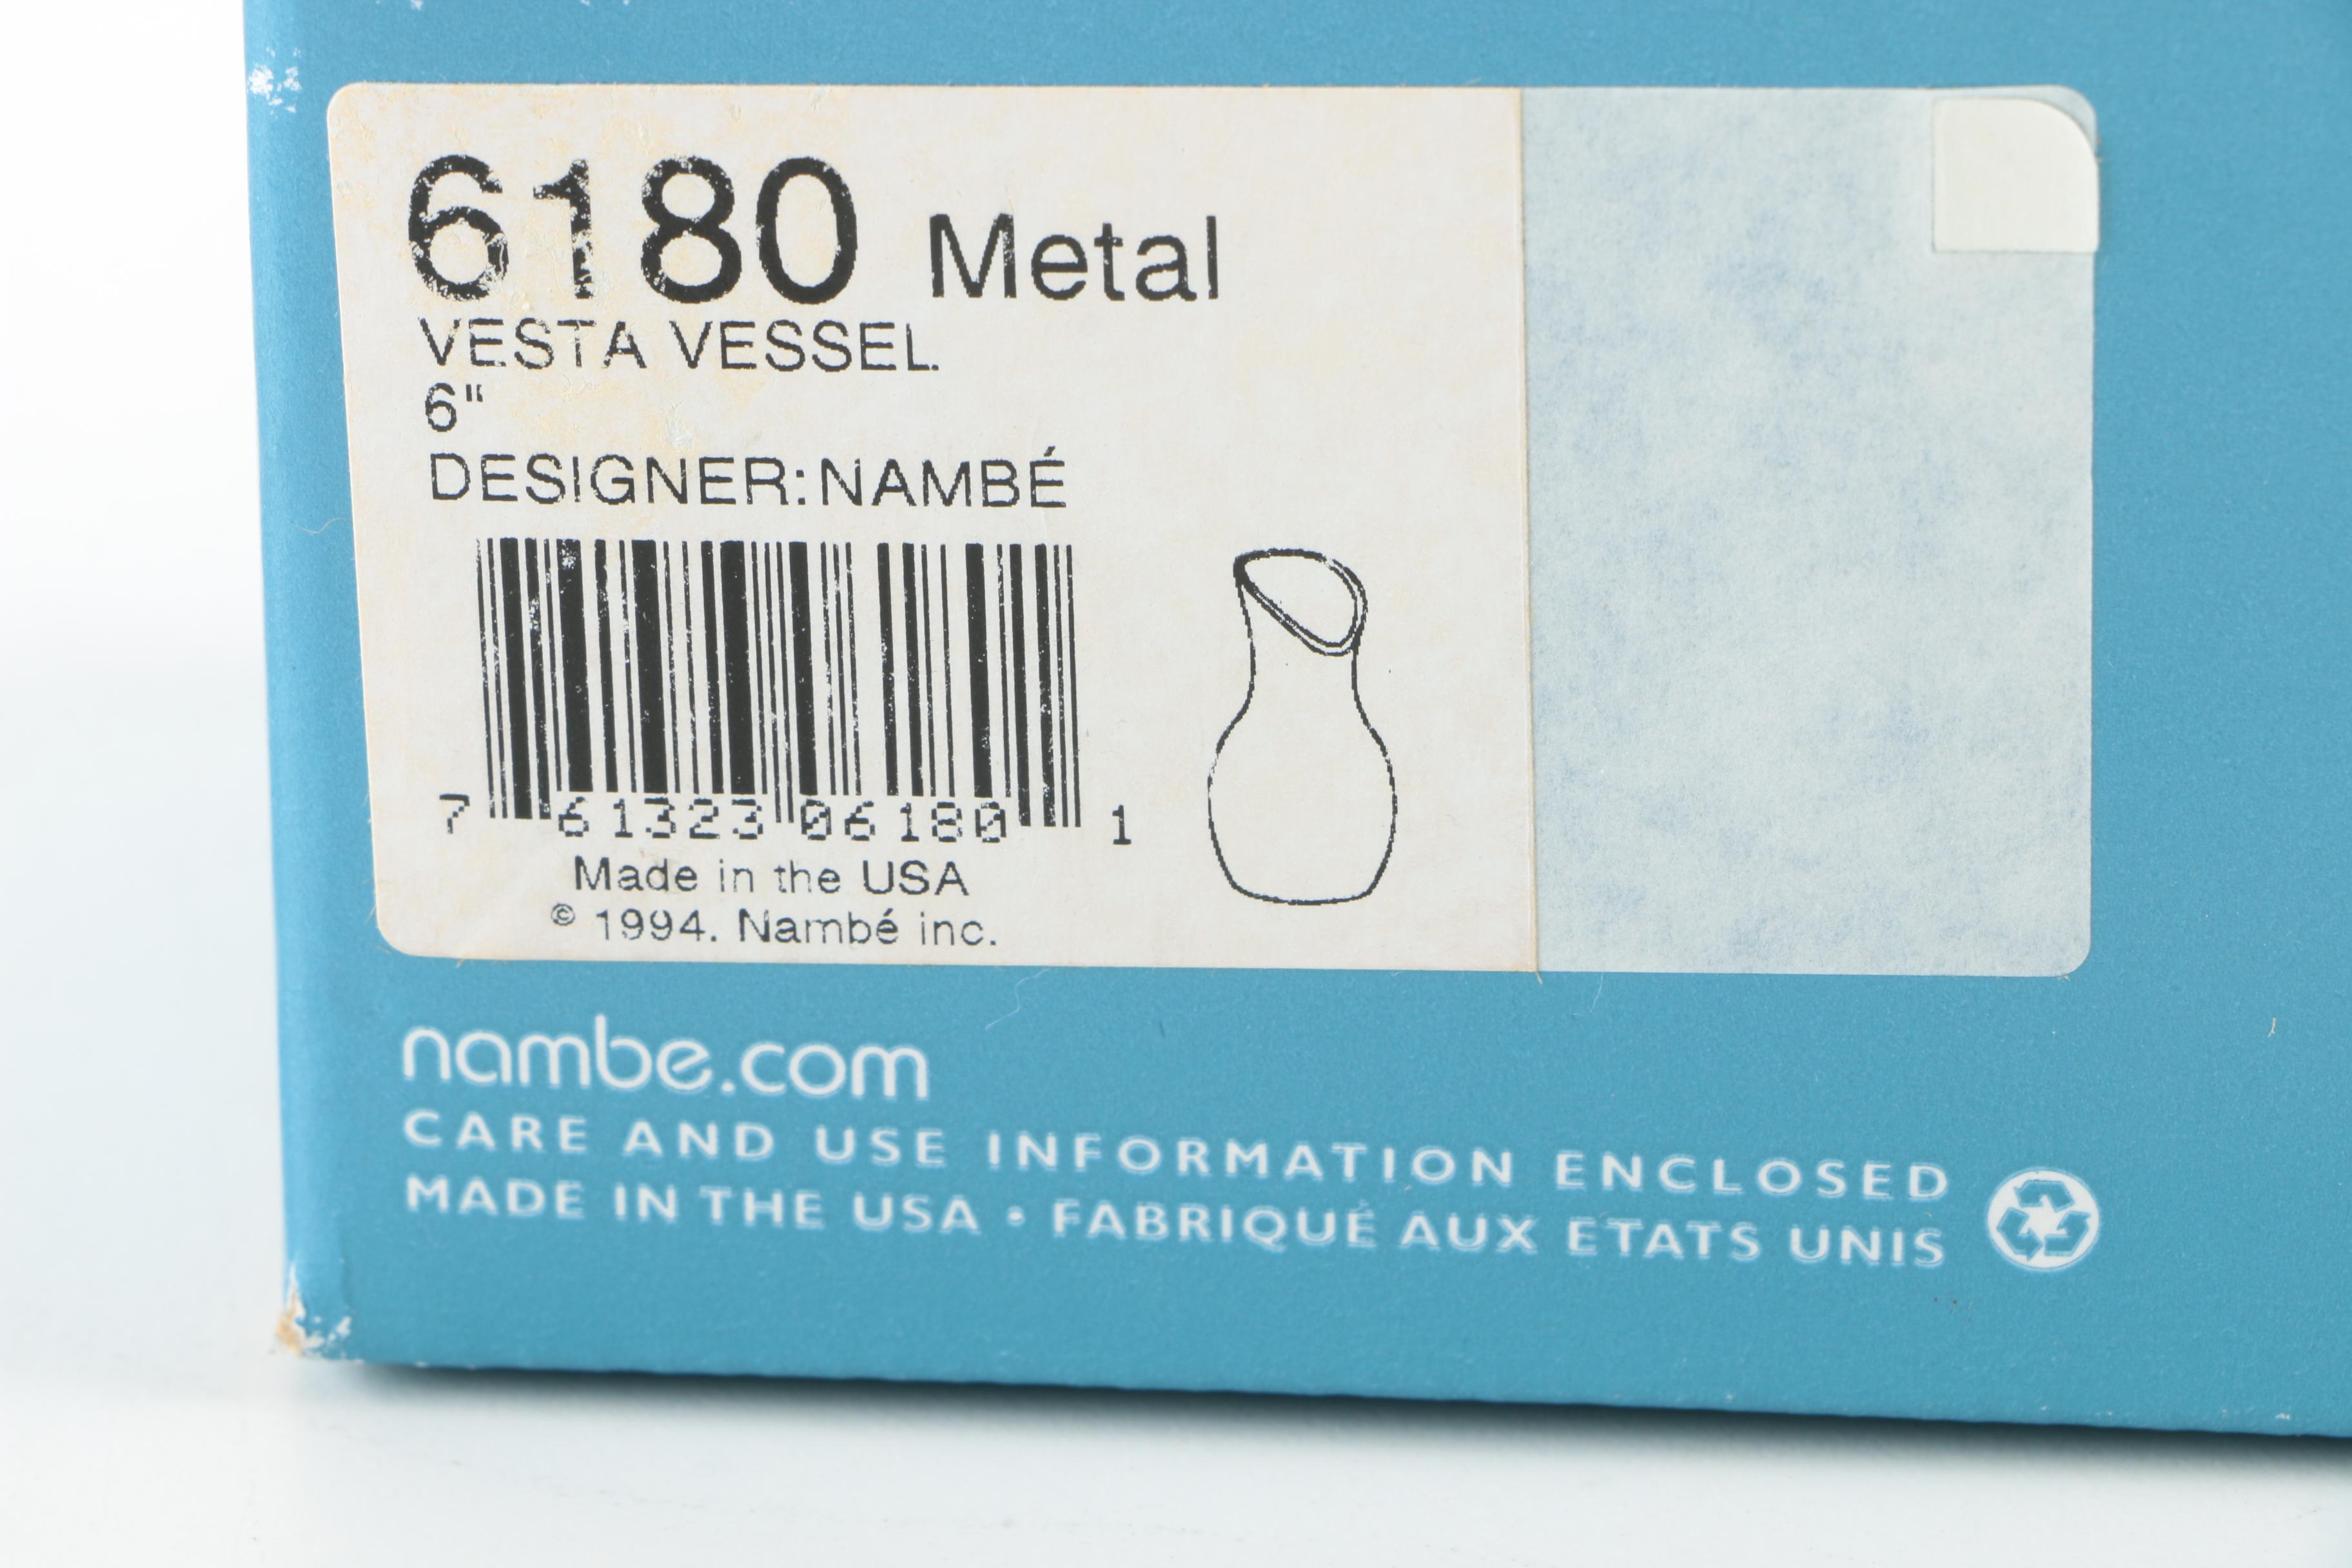 6180 Metal
VESTA VESSEL.
6"
DESIGNER: NAMBÉ
7 61323 06180 1
Made in the USA
© 1994. Nambé inc.
nambe.com
CARE AND USE INFORMATION ENCLOSED
MADE IN THE USA • FABRIQUÉ AUX ETATS UNIS